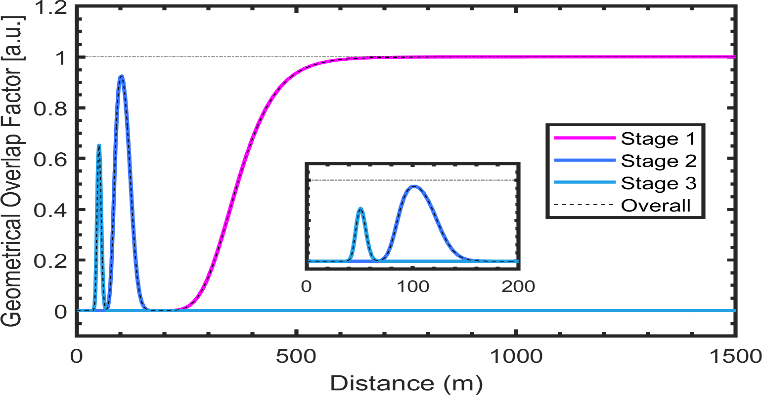 Geometrical Overlap Factor [a.u.]
1.2
1
0.8
0.6
0.4
0.2
0
Stage 1
Stage 2
Stage 3
Overall
0 100 200
0 500 1000 1500
Distance (m)